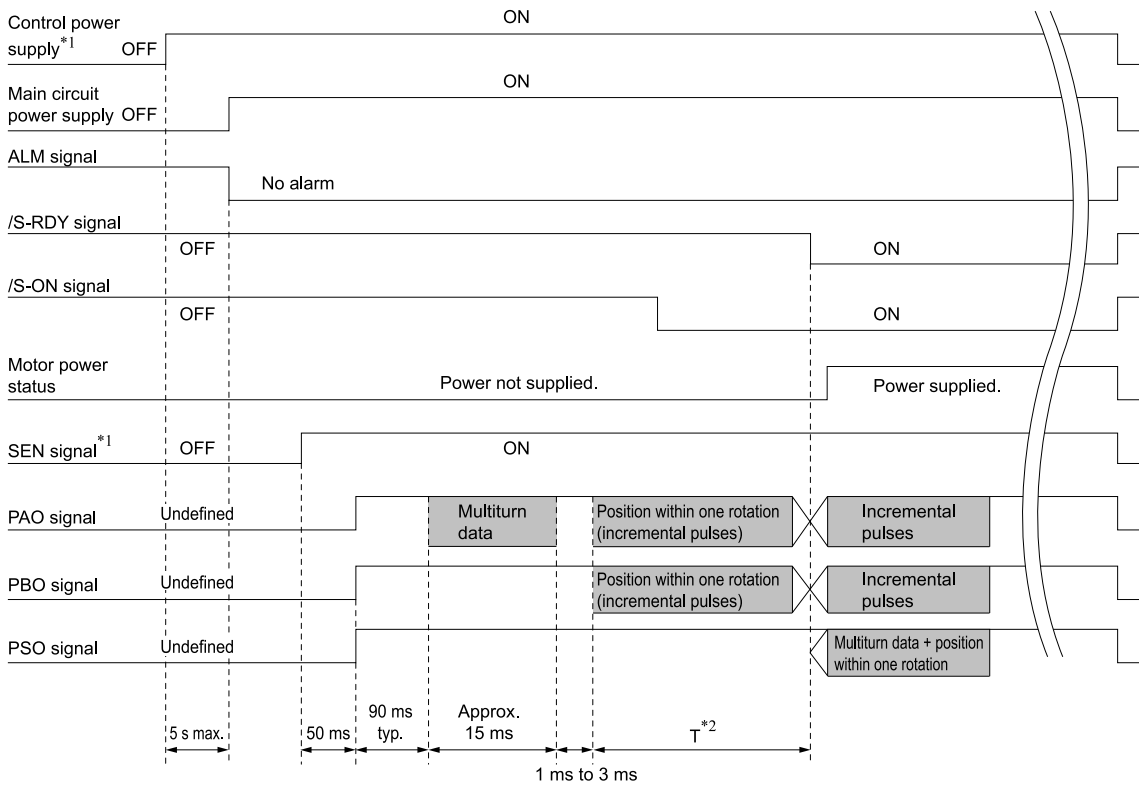 ON
Control power
supply*1 OFF
Main circuit
power supply OFF
ON
ALM signal
No alarm
/S-RDY signal
OFF
ON
/S-ON signal
OFF
ON
Motor power
status
Power not supplied.
Power supplied.
SEN signal*1
OFF
ON
PAO signal
Undefined
Multiturn
data
Position within one rotation
(incremental pulses)
Incremental
pulses
PBO signal
Undefined
Position within one rotation
(incremental pulses)
Incremental
pulses
PSO signal
Undefined
Multiturn data + position
within one rotation
5 s max.
50 ms
90 ms
typ.
Approx.
15 ms
T*2
1 ms to 3 ms